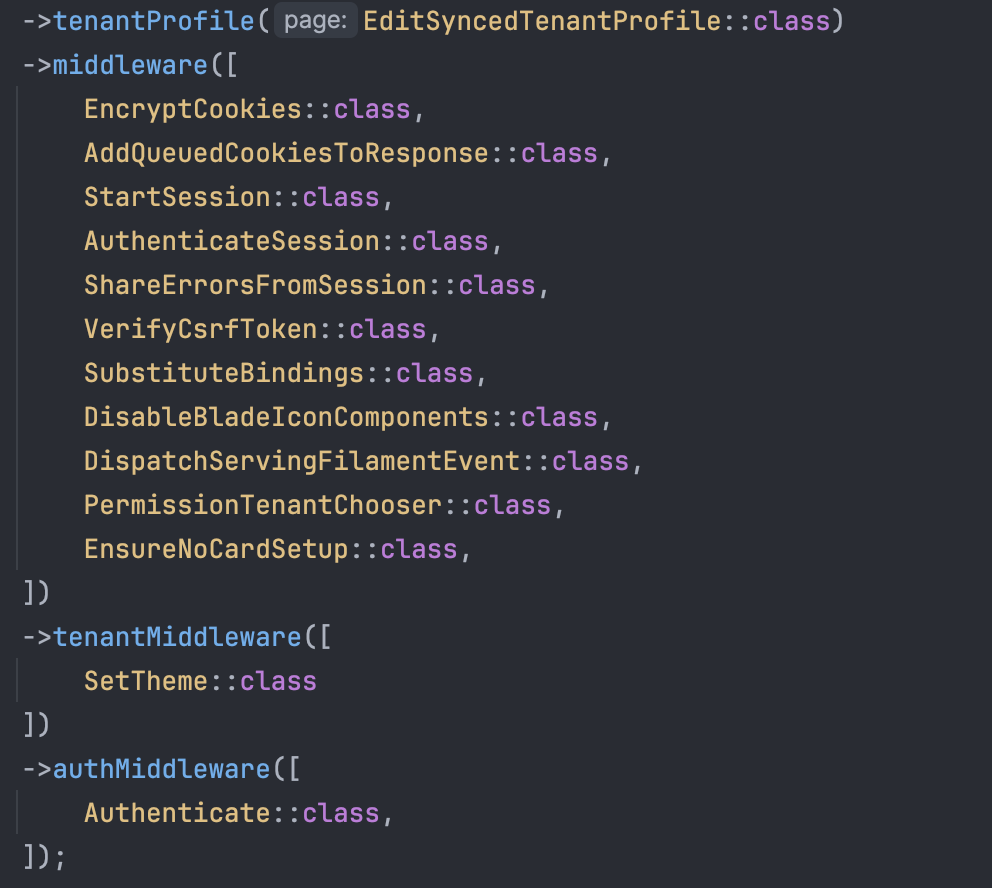 ->tenantProfile( page: EditSyncedTenantProfile::class)
->middleware([
    EncryptCookies::class,
    AddQueuedCookiesToResponse::class,
    StartSession::class,
    AuthenticateSession::class,
    ShareErrorsFromSession::class,
    VerifyCsrfToken::class,
    SubstituteBindings::class,
    DisableBladeIconComponents::class,
    DispatchServingFilamentEvent::class,
    PermissionTenantChooser::class,
    EnsureNoCardSetup::class,
])
->tenantMiddleware([
    SetTheme::class
])
->authMiddleware([
    Authenticate::class,
]);